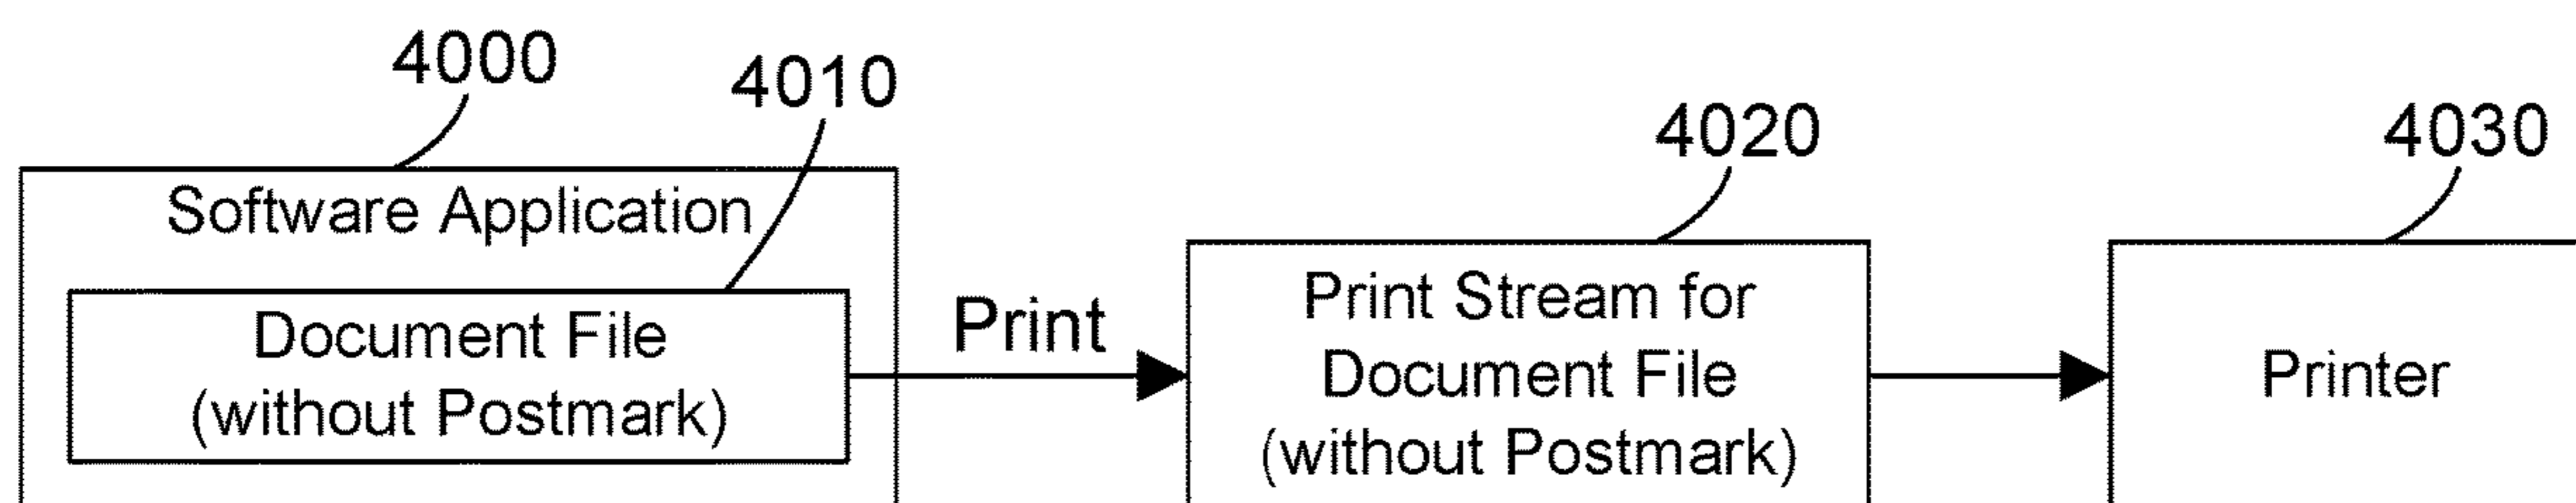 4000
4010
4020
4030
Software Application
Document File
(without Postmark)
Print
Print Stream for
Document File
(without Postmark)
Printer